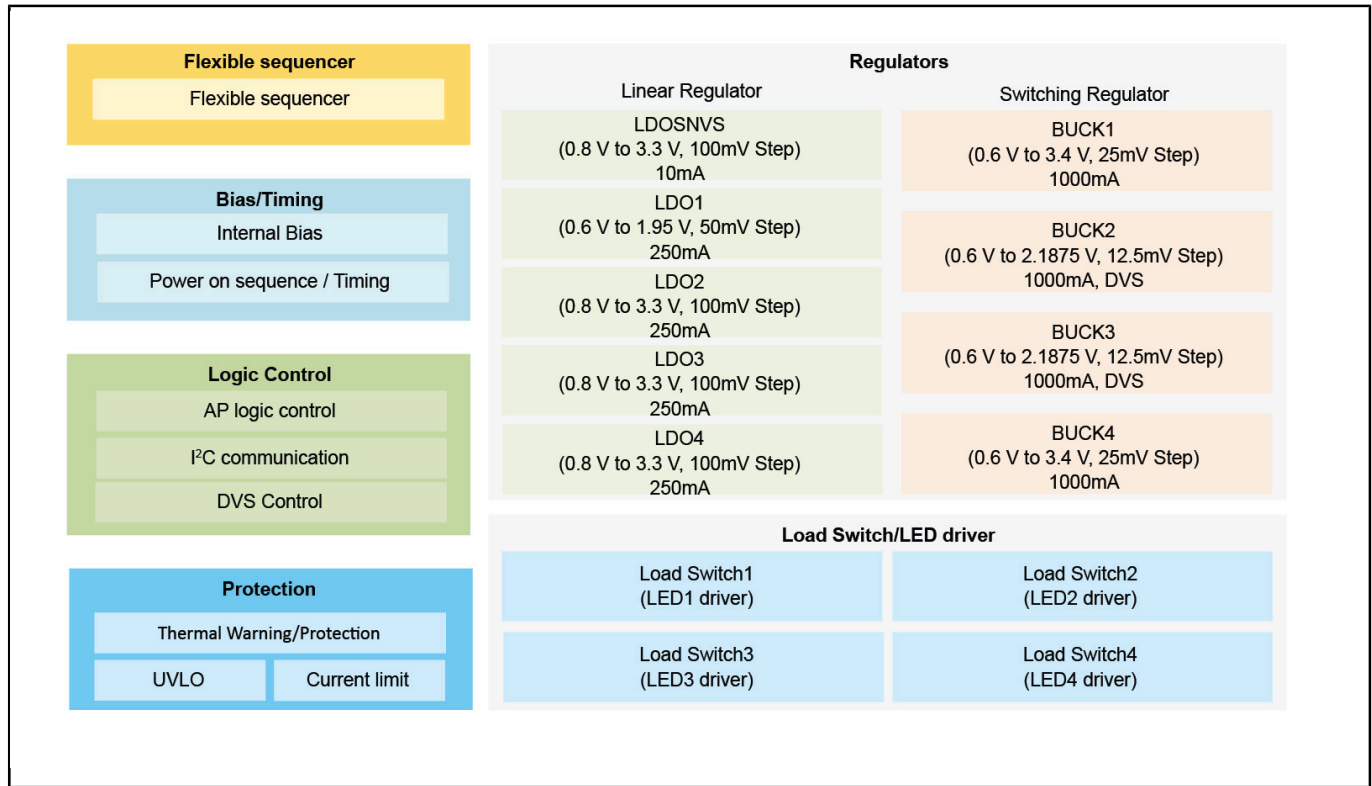 Flexible sequencer
Flexible sequencer
Bias/Timing
Internal Bias
Power on sequence / Timing
Logic Control
AP logic control
I²C communication
DVS Control
Protection
Thermal Warning/Protection
UVLO
Current limit
Regulators
Linear Regulator
LDOSNVS
(0.8 V to 3.3 V, 100mV Step)
10mA
LDO1
(0.6 V to 1.95 V, 50mV Step)
250mA
LDO2
(0.8 V to 3.3 V, 100mV Step)
250mA
LDO3
(0.8 V to 3.3 V, 100mV Step)
250mA
LDO4
(0.8 V to 3.3 V, 100mV Step)
250mA
Switching Regulator
BUCK1
(0.6 V to 3.4 V, 25mV Step)
1000mA
BUCK2
(0.6 V to 2.1875 V, 12.5mV Step)
1000mA, DVS
BUCK3
(0.6 V to 2.1875 V, 12.5mV Step)
1000mA, DVS
BUCK4
(0.6 V to 3.4 V, 25mV Step)
1000mA
Load Switch/LED driver
Load Switch1
(LED1 driver)
Load Switch2
(LED2 driver)
Load Switch3
(LED3 driver)
Load Switch4
(LED4 driver)